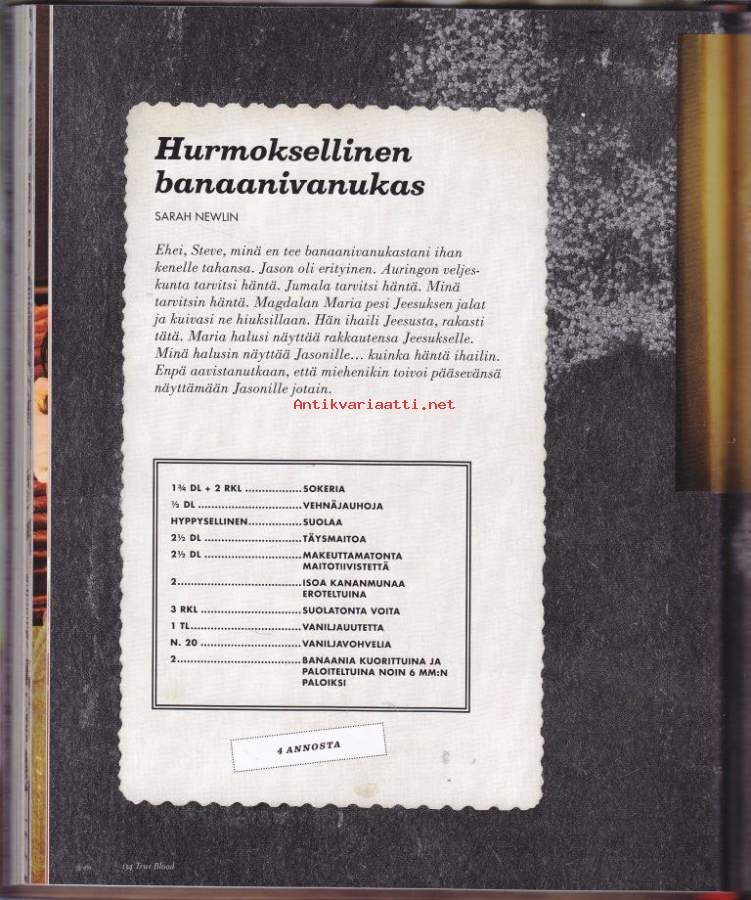 Hurmoksellinen
banaanivanukas
SARAH NEWLIN
Ehei, Steve, minä en tee banaanivanukastani ihan
kenelle tahansa. Jason oli erityinen. Auringon veljes-
kunta tarvitsi häntä. Jumala tarvitsi häntä. Minä
tarvitsin häntä. Magdalan Maria pesi Jeesuksen jalat
ja kuivasi ne hiuksillaan. Hän ihaili Jeesusta, rakasti
tätä. Maria halusi näyttää rakkautensa Jeesukselle.
Minä halusin näyttää Jasonille... kuinka häntä ihailin.
Enpä aavistanutkaan, että miehenikin toivoi pääsevänsä
näyttämään Jasonille jotain.
Antikvariaatti.net
1¾ DL + 2 RKL .................SOKERIA
½ DL ...............................VEHNÄJAUHOJA
HYPPYSELLINEN................SUOLAA
2½ DL .............................TÄYSMAITOA
2½ DL .............................MAKEUTTAMATONTA
MAITOTIIVISTETTÄ
2.....................................ISOA KANANMUNAA
EROTELTUINA
3 RKL ..............................SUOLATONTA VOITA
1 TL.................................VANILJAUUTETTA
N. 20 ..............................VANILJAVOHVELIA
2.....................................BANAANIA KUORITTUINA JA
PALOITELTUINA NOIN 6 MM:N
PALOIKSI
4 ANNOSTA
134 True Blood